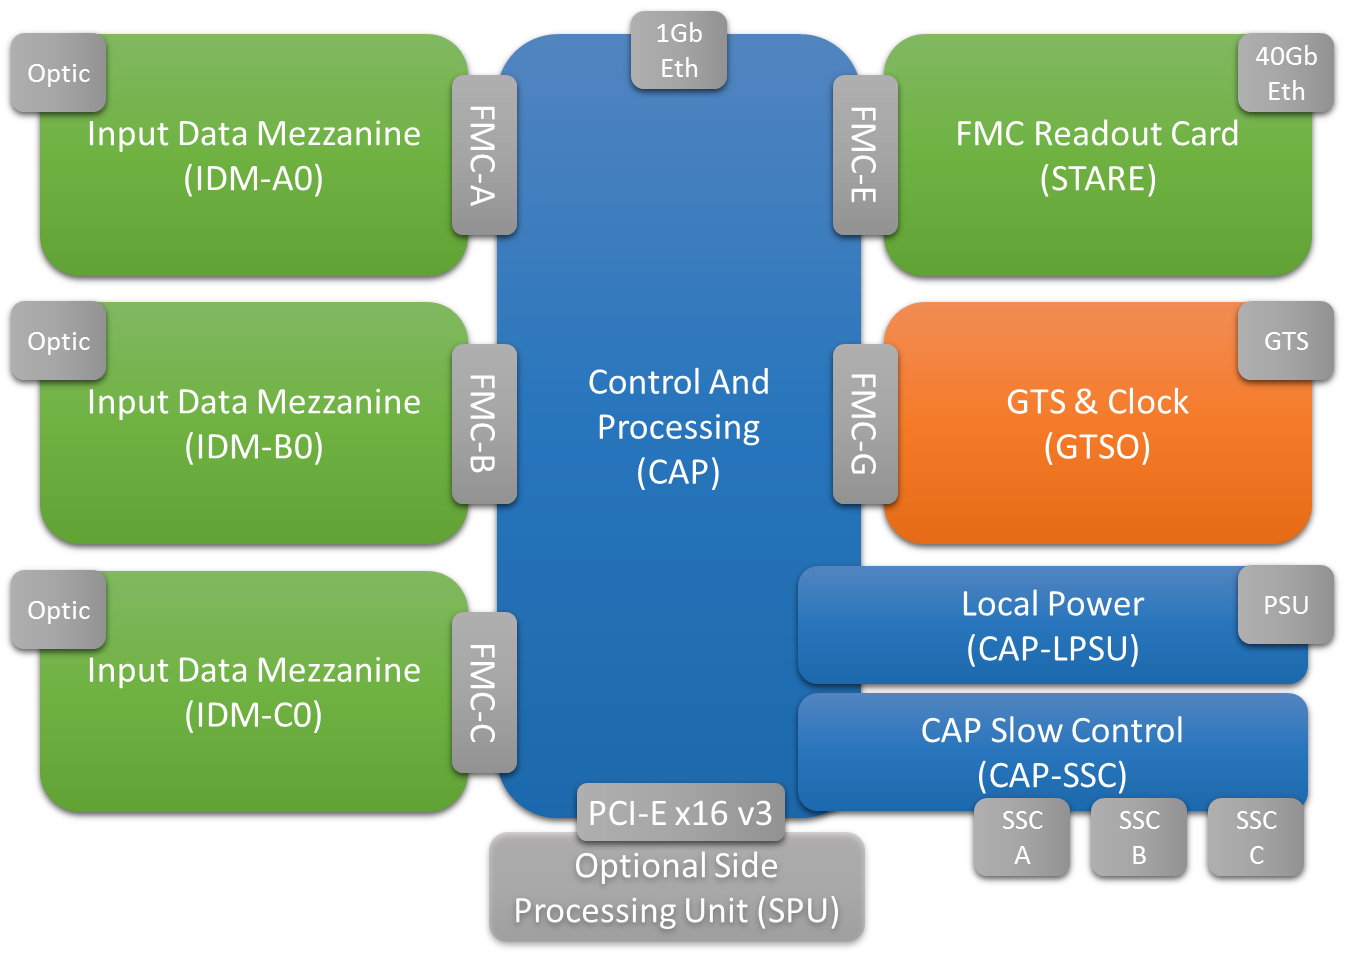 Optic
Input Data Mezzanine
(IDM-A0)
FMC-A
Optic
Input Data Mezzanine
(IDM-B0)
FMC-B
Optic
Input Data Mezzanine
(IDM-C0)
FMC-C
1Gb
Eth
Control And
Processing
(CAP)
PCI-E x16 v3
Optional Side
Processing Unit (SPU)
FMC-E
40Gb
Eth
FMC Readout Card
(STARE)
FMC-G
GTS
GTS & Clock
(GTSO)
Local Power
(CAP-LPSU)
PSU
CAP Slow Control
(CAP-SSC)
SSC
A
SSC
B
SSC
C